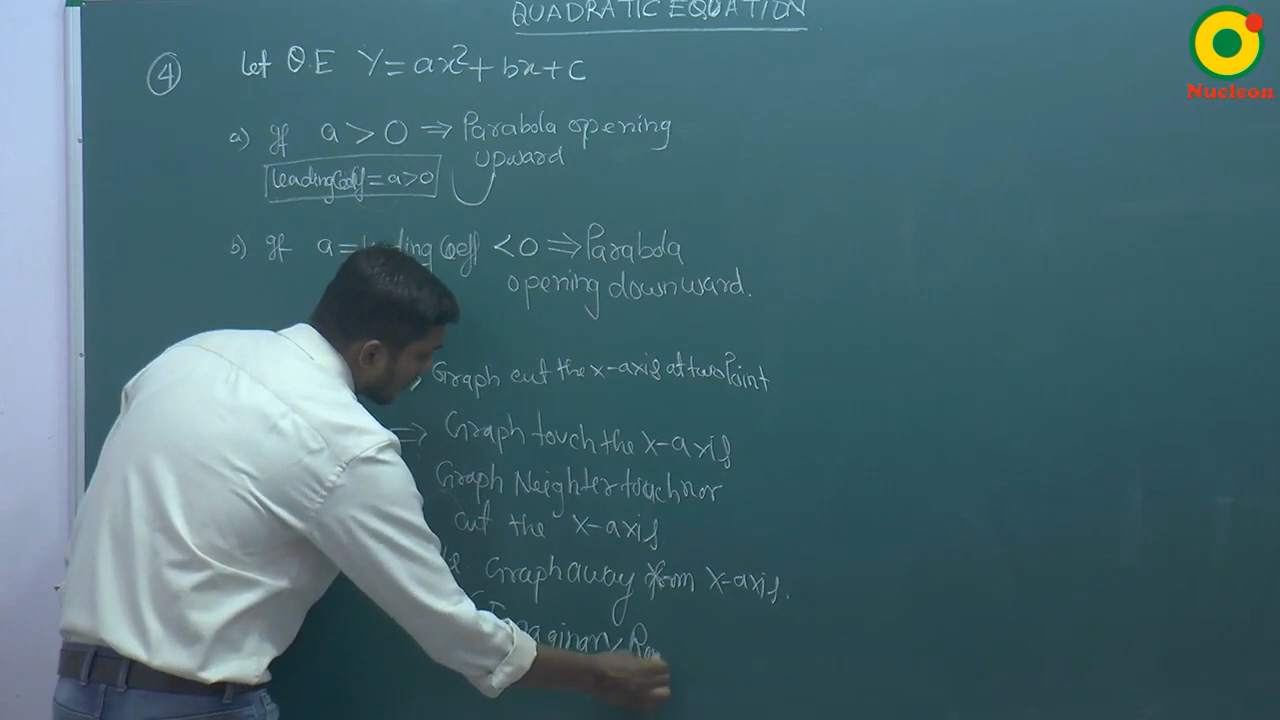 QUADRATIC EQUATION
Nucleon
④ Let Q.E Y = ax² + bx + c
a) If a > 0 ⇒ Parabola opening
upward
leading Coeff = a > 0
b) If a = leading Coeff < 0 ⇒ Parabola
opening downward.
Graph cut the x-axis at two Point
⇒ Graph touch the x-axis
Graph Neighter touch nor
cut the x-axis
Graph away from x-axis.